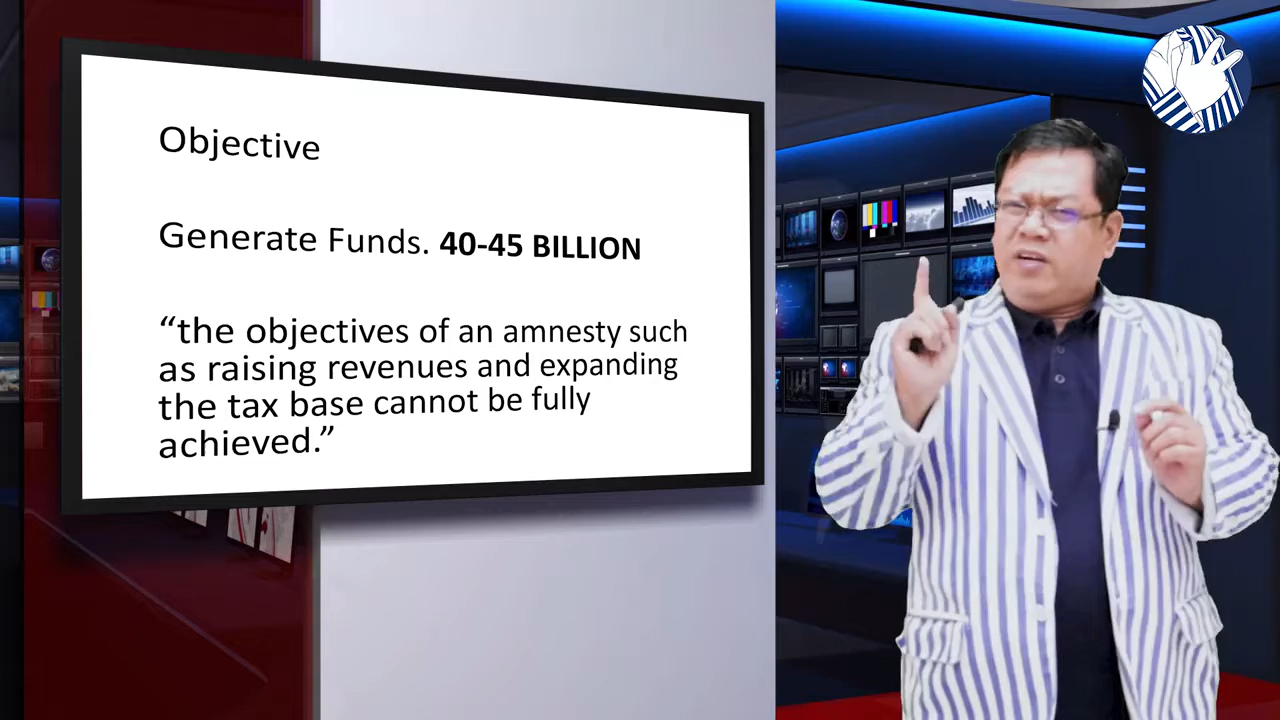 Objective
Generate Funds. 40-45 BILLION
“the objectives of an amnesty such
as raising revenues and expanding
the tax base cannot be fully
achieved.”